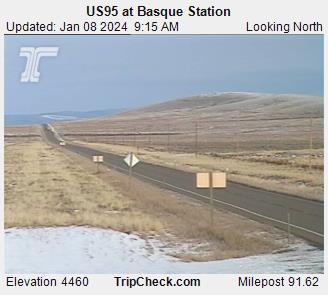 US95 at Basque Station
Updated: Jan 08 2024 9:15 AM Looking North
Elevation 4460 TripCheck.com Milepost 91.62